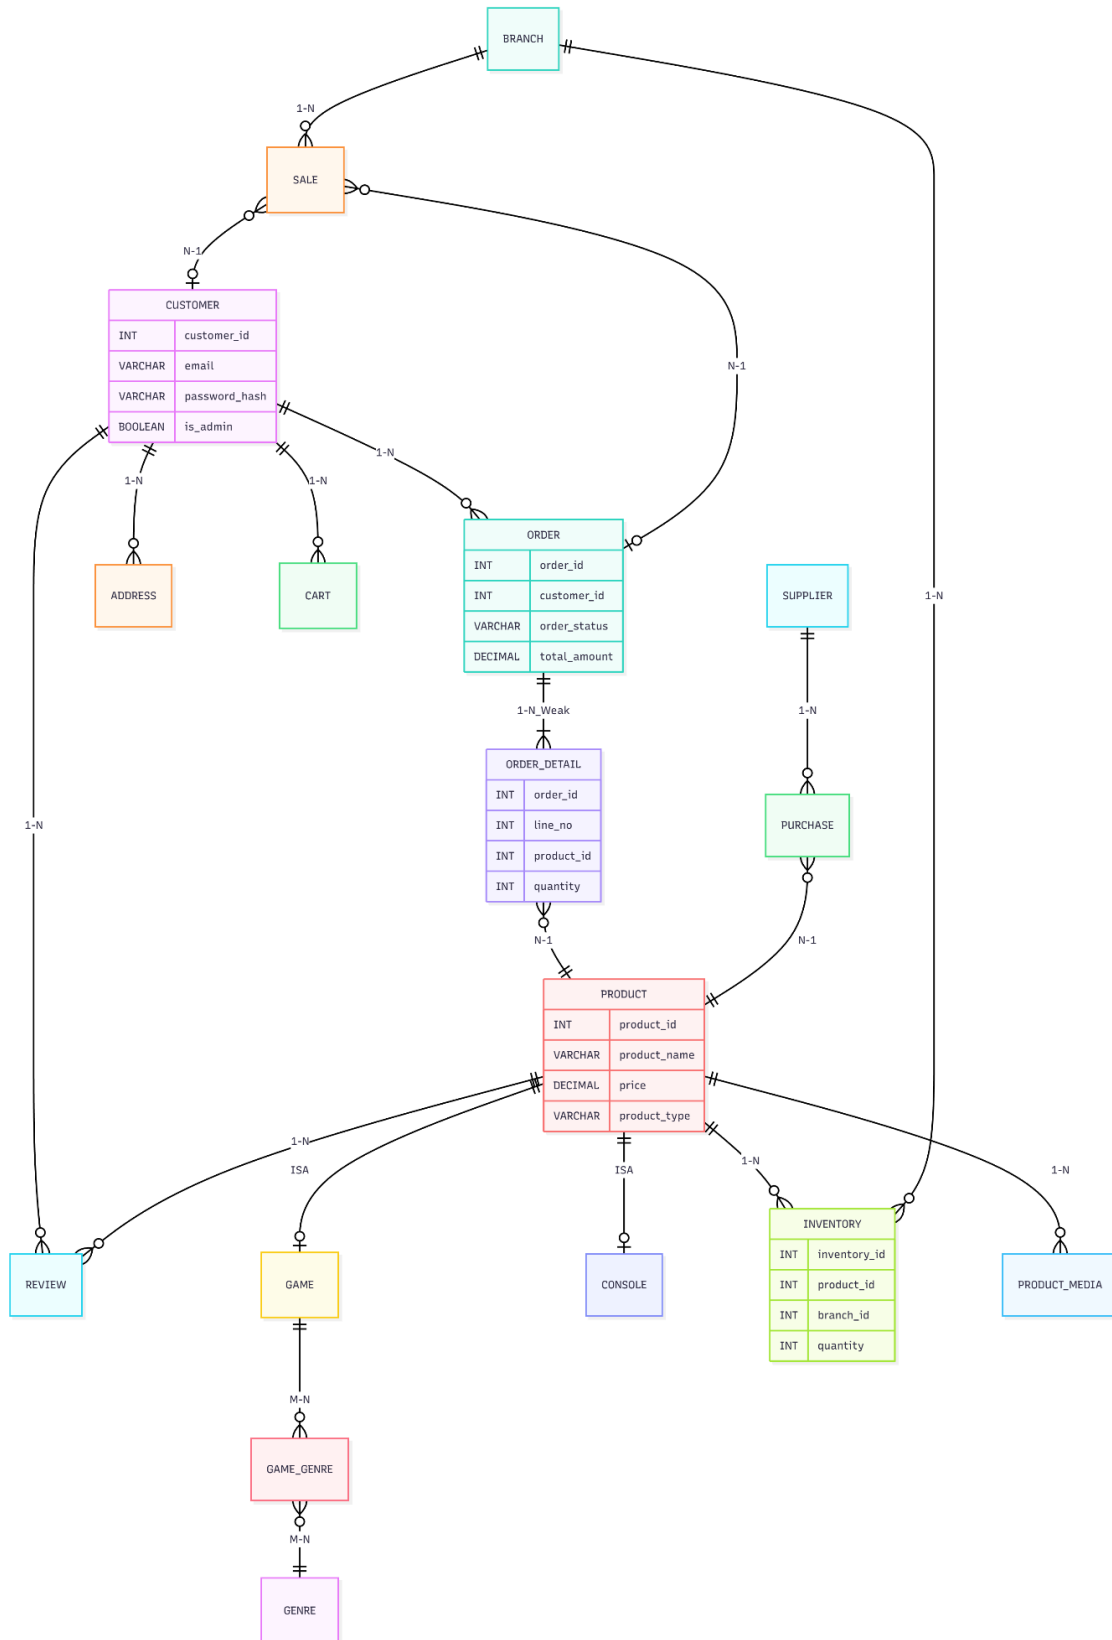 BRANCH
1-N
SALE
N-1
CUSTOMER
INT customer_id
VARCHAR email
VARCHAR password_hash
BOOLEAN is_admin
N-1
1-N
1-N
1-N
ORDER
INT order_id
INT customer_id
VARCHAR order_status
DECIMAL total_amount
ADDRESS
CART
SUPPLIER
1-N
1-N_Weak
1-N
ORDER_DETAIL
INT order_id
INT line_no
INT product_id
INT quantity
PURCHASE
1-N
N-1
N-1
PRODUCT
INT product_id
VARCHAR product_name
DECIMAL price
VARCHAR product_type
1-N
ISA
ISA
1-N
1-N
INVENTORY
INT inventory_id
INT product_id
INT branch_id
INT quantity
REVIEW
GAME
CONSOLE
PRODUCT_MEDIA
M-N
GAME_GENRE
M-N
GENRE